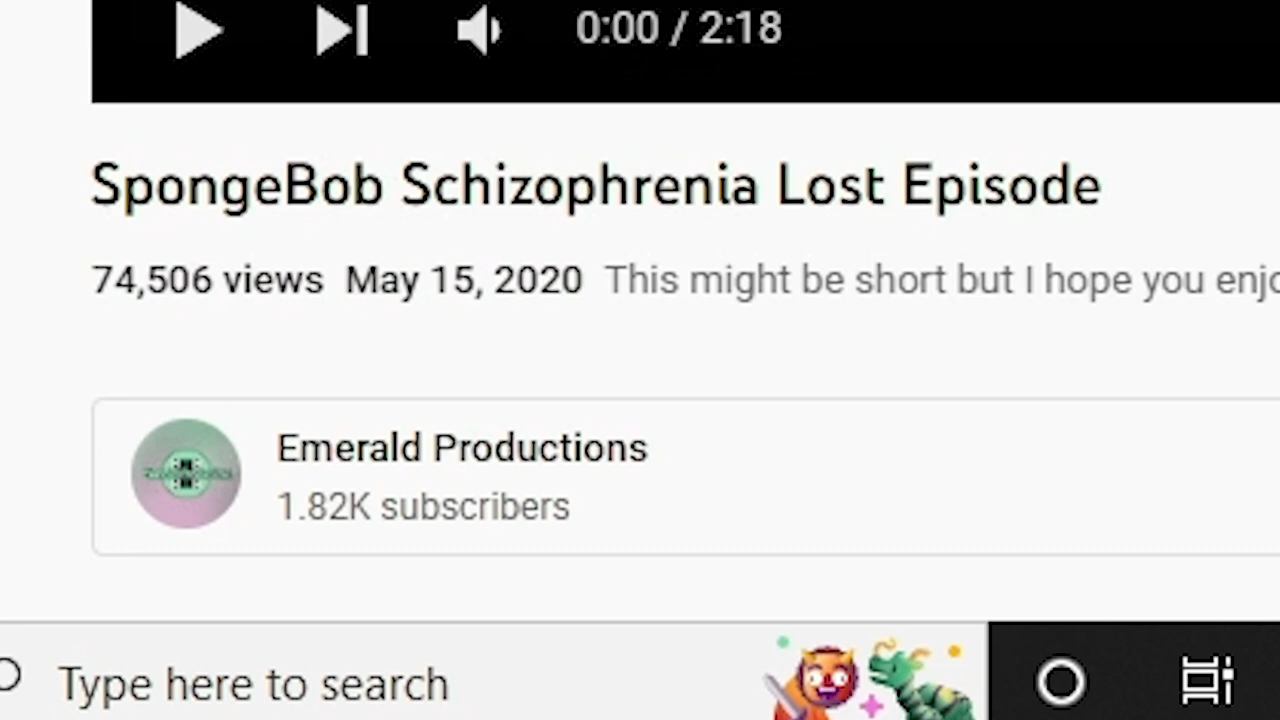 0:00 / 2:18
SpongeBob Schizophrenia Lost Episode
74,506 views May 15, 2020 This might be short but I hope you enjo
Emerald Productions
1.82K subscribers
Type here to search